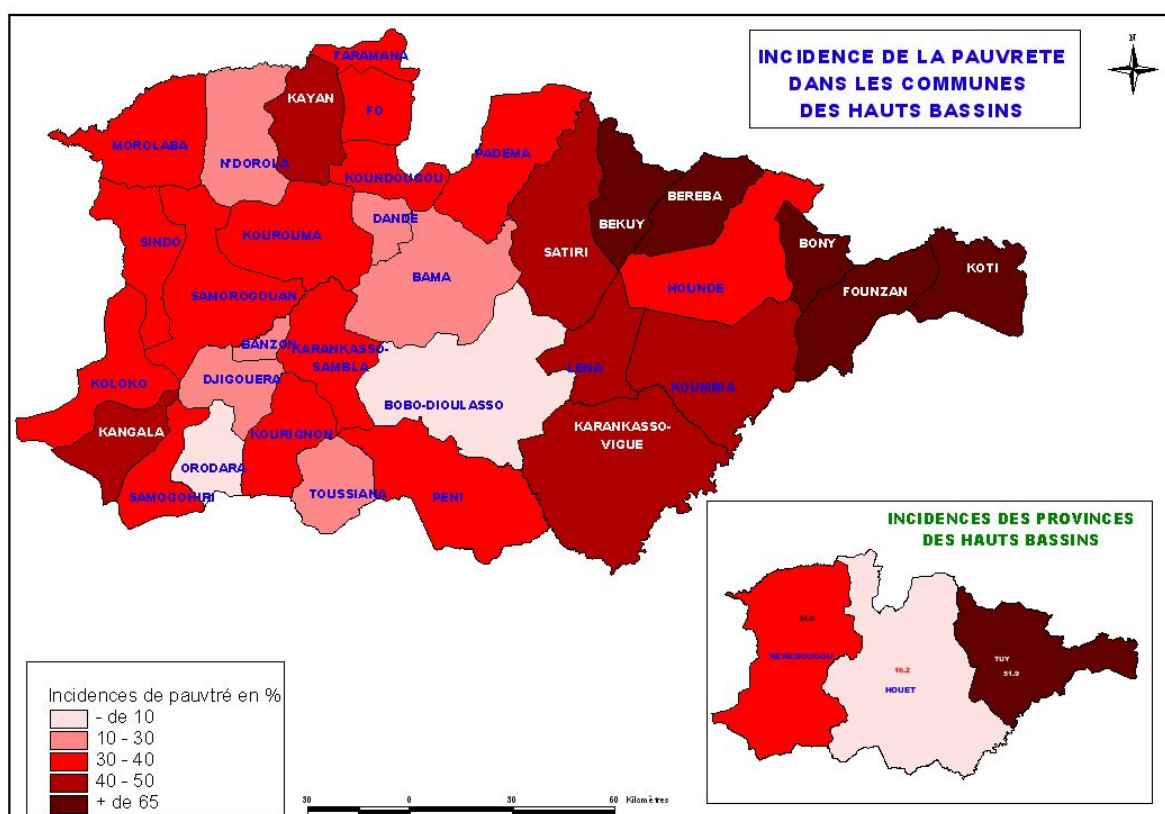 INCIDENCE DE LA PAUVRETE
DANS LES COMMUNES
DES HAUTS BASSINS
N
FARAMANA
KAYAN
FO
MOROLABA
N'DOROLA
KOUNDOUGOU
PADEMA
DANDE
BEREBA
BEKUY
SINDO
KOUROUMA
SATIRI
BONY
BAMA
KOTI
HOUNDE
FOUNZAN
SAMOROGOUAN
BANZON
KARANKASSO-
SAMBLA
LENA
KOLOKO
DJIGOUERA
KOUMBIA
BOBO-DIOULASSO
KANGALA
KARANKASSO-
VIGUE
KOURIGNON
ORODARA
SAMOGOHIRI
TOUSSIANA
PENI
INCIDENCES DES PROVINCES
DES HAUTS BASSINS
KENEDOUGOU
16.2
HOUET
TUY
51.9
Incidences de pauvtré en %
- de 10
10 - 30
30 - 40
40 - 50
+ de 65
30 0 30 60 Kilomètres